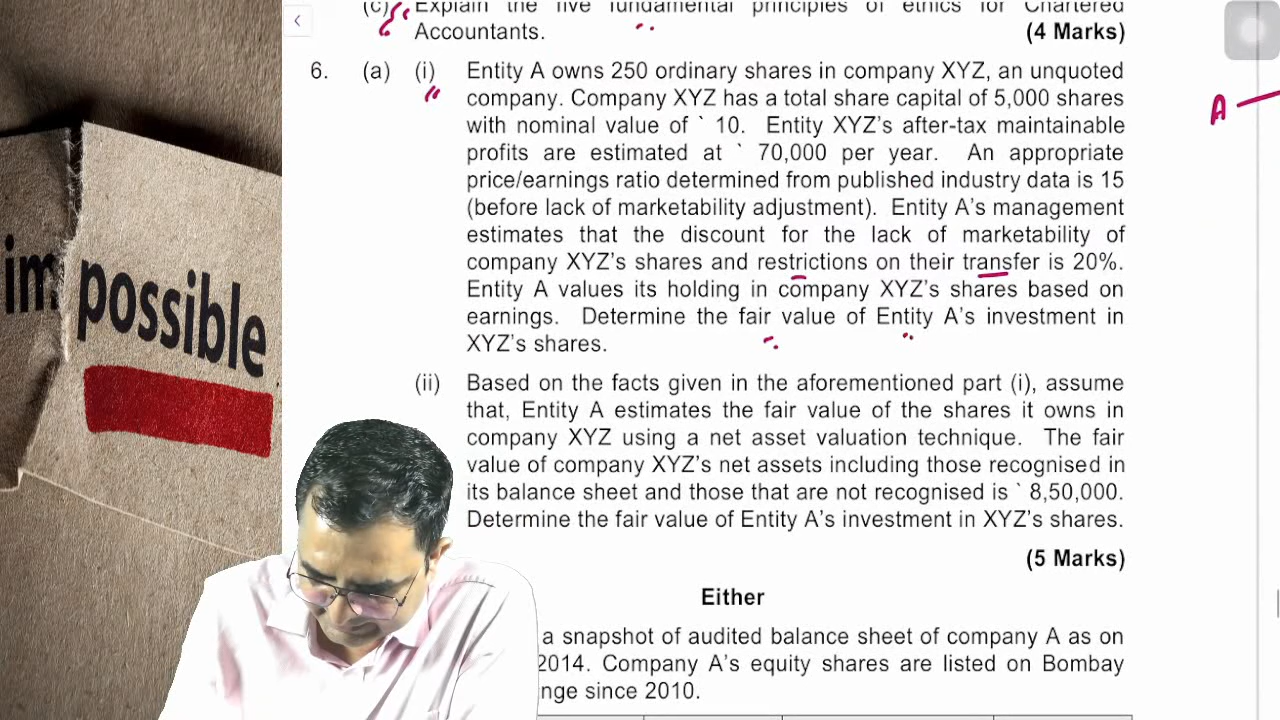 (c) Explain the five fundamental principles of ethics for Chartered
Accountants. (4 Marks)
6. (a) (i) Entity A owns 250 ordinary shares in company XYZ, an unquoted
company. Company XYZ has a total share capital of 5,000 shares
with nominal value of ` 10. Entity XYZ's after-tax maintainable
profits are estimated at ` 70,000 per year. An appropriate
price/earnings ratio determined from published industry data is 15
(before lack of marketability adjustment). Entity A's management
estimates that the discount for the lack of marketability of
company XYZ's shares and restrictions on their transfer is 20%.
Entity A values its holding in company XYZ's shares based on
earnings. Determine the fair value of Entity A's investment in
XYZ's shares.
(ii) Based on the facts given in the aforementioned part (i), assume
that, Entity A estimates the fair value of the shares it owns in
company XYZ using a net asset valuation technique. The fair
value of company XYZ's net assets including those recognised in
its balance sheet and those that are not recognised is ` 8,50,000.
Determine the fair value of Entity A's investment in XYZ's shares.
(5 Marks)
Either
a snapshot of audited balance sheet of company A as on
2014. Company A's equity shares are listed on Bombay
nge since 2010.
A
im possible